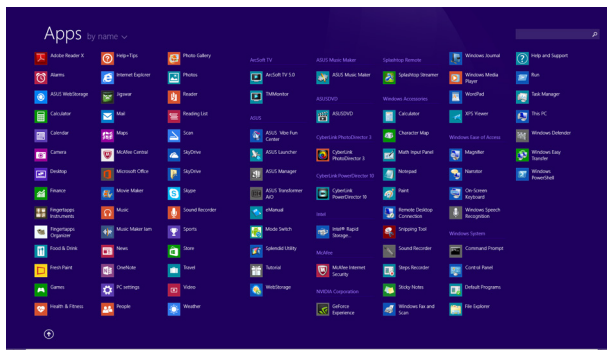 Apps by name
Adobe Reader X
Alarms
ASUS WebStorage
Calculator
Calendar
Camera
Desktop
Finance
Fingertapps
Instruments
Fingertapps
Organizer
Food & Drink
Fresh Paint
Games
Health & Fitness
Help+Tips
Internet Explorer
Jigswar
Mail
Maps
McAfee Central
Microsoft Office
Movie Maker
Music
Music Maker Jam
News
OneNote
PC settings
People
Photo Gallery
Photos
Reader
Reading List
Scan
SkyDrive
SkyDrive
Skype
Sound Recorder
Sports
Store
Travel
Video
Weather
ArcSoft TV
ArcSoft TV 5.0
TMMonitor
ASUS
ASUS Vibe Fun
Center
ASUS Launcher
ASUS Manager
ASUS Transformer
AIO
eManual
Mode Switch
Splendid Utility
Tutorial
WebStorage
ASUS Music Maker
ASUS Music Maker
ASUSDVD
ASUSDVD
CyberLink PhotoDirector 3
CyberLink
PhotoDirector 3
CyberLink PowerDirector 10
CyberLink
PowerDirector 10
Intel
Intel® Rapid
Storage...
McAfee
McAfee Internet
Security
NVIDIA Corporation
GeForce
Experience
Splashtop Remote
Splashtop Streamer
Windows Accessories
Calculator
Character Map
Math Input Panel
Notepad
Paint
Remote Desktop
Connection
Snipping Tool
Sound Recorder
Steps Recorder
Sticky Notes
Windows Fax and
Scan
Windows Journal
Windows Media
Player
WordPad
XPS Viewer
Windows Ease of Access
Magnifier
Narrator
On-Screen
Keyboard
Windows Speech
Recognition
Windows System
Command Prompt
Control Panel
Default Programs
File Explorer
Help and Support
Run
Task Manager
This PC
Windows Defender
Windows Easy
Transfer
Windows
PowerShell